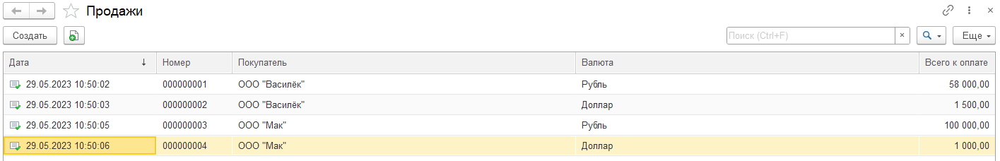 Продажи
Создать Поиск (Ctrl+F) × Еще
Дата ↓ Номер Покупатель Валюта Всего к оплате
29.05.2023 10:50:02 000000001 ООО "Василёк" Рубль 58 000,00
29.05.2023 10:50:03 000000002 ООО "Василёк" Доллар 1 500,00
29.05.2023 10:50:05 000000003 ООО "Мак" Рубль 100 000,00
29.05.2023 10:50:06 000000004 ООО "Мак" Доллар 1 000,00